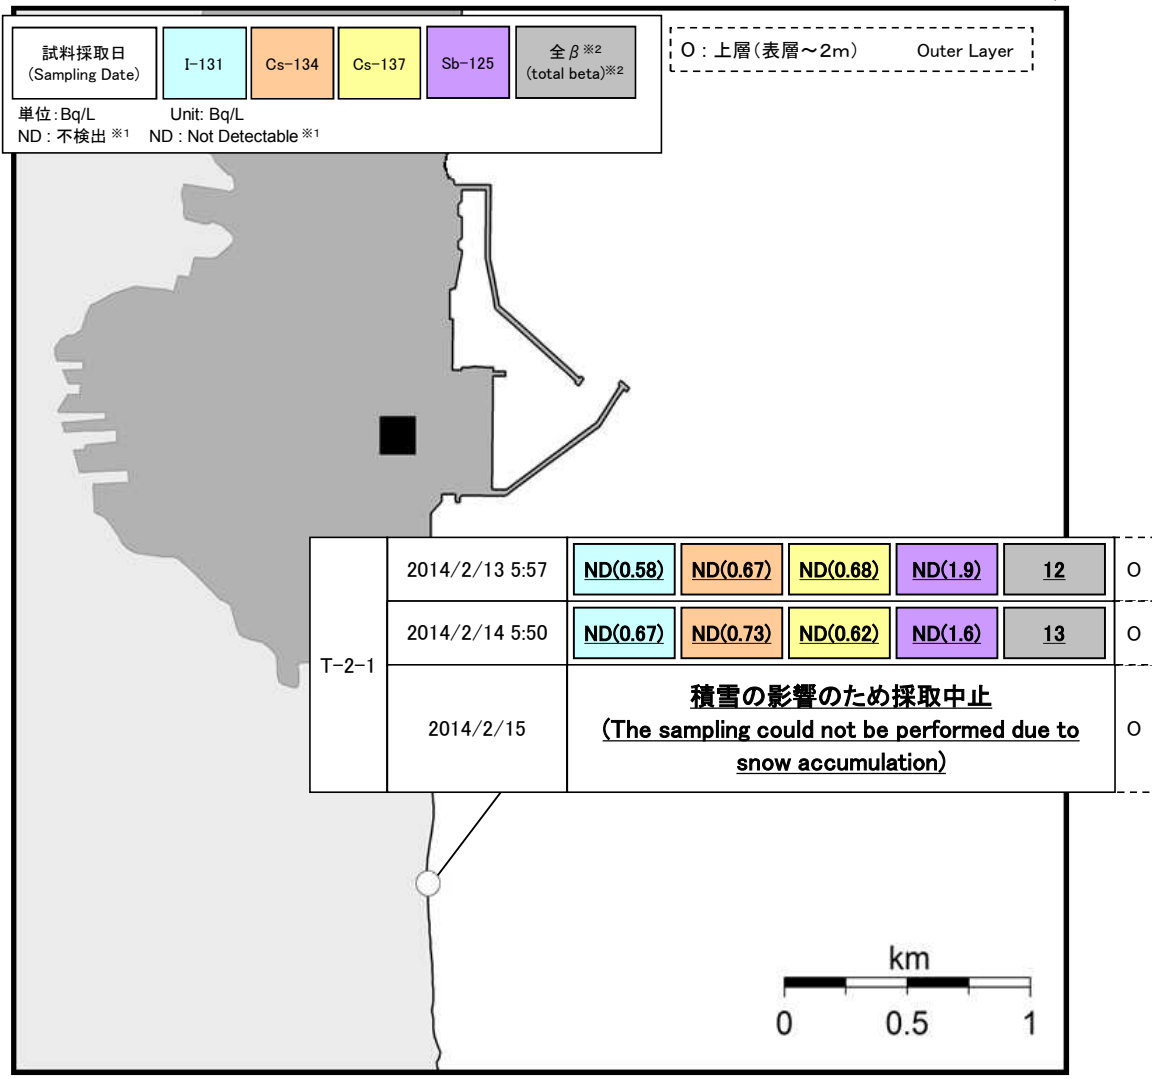 試料採取日
(Sampling Date)
I-131
Cs-134
Cs-137
Sb-125
全β※2
(total beta)※2
単位:Bq/L Unit: Bq/L
ND : 不検出 ※1 ND : Not Detectable ※1
O : 上層(表層～2m) Outer Layer
T-2-1
2014/2/13 5:57 ND(0.58) ND(0.67) ND(0.68) ND(1.9) 12 O
2014/2/14 5:50 ND(0.67) ND(0.73) ND(0.62) ND(1.6) 13 O
2014/2/15
積雪の影響のため採取中止
(The sampling could not be performed due to
snow accumulation)
O
km
0 0.5 1